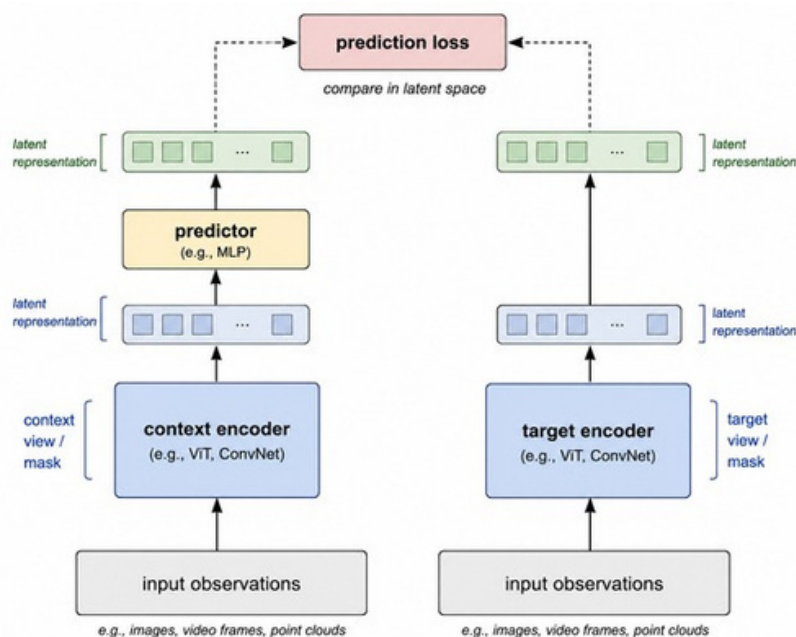 prediction loss
compare in latent space
latent
representation
...
...
latent
representation
predictor
(e.g., MLP)
latent
representation
...
...
latent
representation
context
view /
mask
context encoder
(e.g., ViT, ConvNet)
target encoder
(e.g., ViT, ConvNet)
target
view /
mask
input observations
input observations
e.g., images, video frames, point clouds
e.g., images, video frames, point clouds